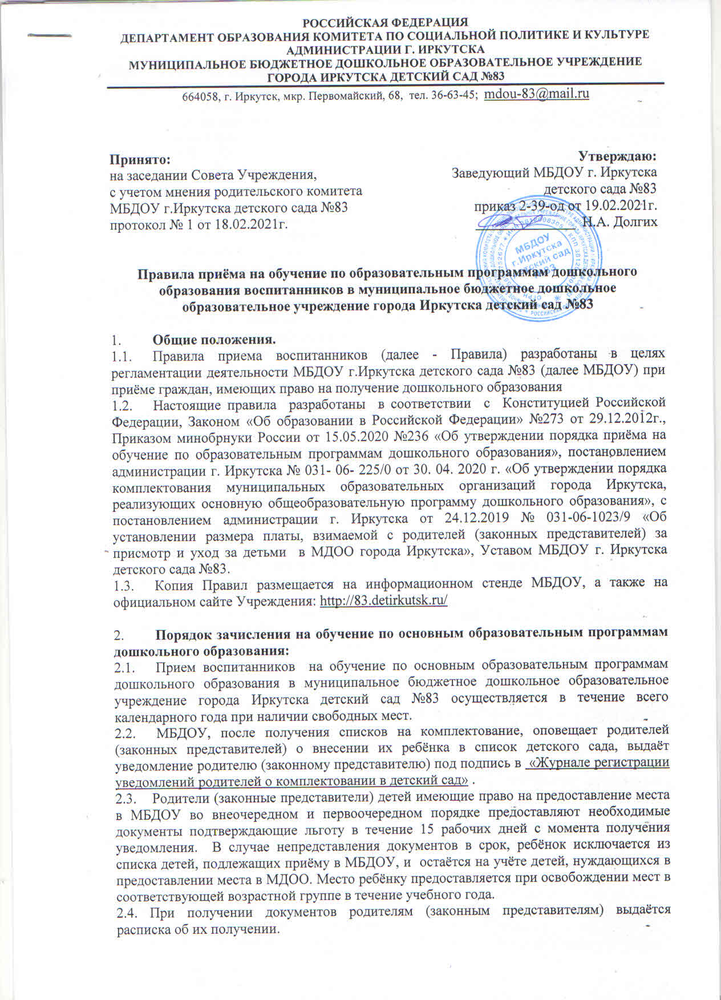 РОССИЙСКАЯ ФЕДЕРАЦИЯ
ДЕПАРТАМЕНТ ОБРАЗОВАНИЯ КОМИТЕТА ПО СОЦИАЛЬНОЙ ПОЛИТИКЕ И КУЛЬТУРЕ
АДМИНИСТРАЦИИ Г. ИРКУТСКА
МУНИЦИПАЛЬНОЕ БЮДЖЕТНОЕ ДОШКОЛЬНОЕ ОБРАЗОВАТЕЛЬНОЕ УЧРЕЖДЕНИЕ
ГОРОДА ИРКУТСКА ДЕТСКИЙ САД №83
664058, г. Иркутск, мкр. Первомайский, 68, тел. 36-63-45; mdou-83@mail.ru
Принято:
на заседании Совета Учреждения,
с учетом мнения родительского комитета
МБДОУ г.Иркутска детского сада №83
протокол № 1 от 18.02.2021г.
Утверждаю:
Заведующий МБДОУ г. Иркутска
детского сада №83
приказ 2-39-од от 19.02.2021г.
Н.А. Долгих
МБДОУ
г.Иркутска
детский сад
№83
Правила приёма на обучение по образовательным программам дошкольного
образования воспитанников в муниципальное бюджетное дошкольное
образовательное учреждение города Иркутска детский сад №83
1. Общие положения.
1.1. Правила приема воспитанников (далее - Правила) разработаны в целях
регламентации деятельности МБДОУ г.Иркутска детского сада №83 (далее МБДОУ) при
приёме граждан, имеющих право на получение дошкольного образования
1.2. Настоящие правила разработаны в соответствии с Конституцией Российской
Федерации, Законом «Об образовании в Российской Федерации» №273 от 29.12.2012г.,
Приказом минобрнуки России от 15.05.2020 №236 «Об утверждении порядка приёма на
обучение по образовательным программам дошкольного образования», постановлением
администрации г. Иркутска № 031- 06- 225/0 от 30. 04. 2020 г. «Об утверждении порядка
комплектования муниципальных образовательных организаций города Иркутска,
реализующих основную общеобразовательную программу дошкольного образования», с
постановлением администрации г. Иркутска от 24.12.2019 № 031-06-1023/9 «Об
установлении размера платы, взимаемой с родителей (законных представителей) за
присмотр и уход за детьми в МДОО города Иркутска», Уставом МБДОУ г. Иркутска
детского сада №83.
1.3. Копия Правил размещается на информационном стенде МБДОУ, а также на
официальном сайте Учреждения: http://83.detirkutsk.ru/
2. Порядок зачисления на обучение по основным образовательным программам
дошкольного образования:
2.1. Прием воспитанников на обучение по основным образовательным программам
дошкольного образования в муниципальное бюджетное дошкольное образовательное
учреждение города Иркутска детский сад №83 осуществляется в течение всего
календарного года при наличии свободных мест.
2.2. МБДОУ, после получения списков на комплектование, оповещает родителей
(законных представителей) о внесении их ребёнка в список детского сада, выдаёт
уведомление родителю (законному представителю) под подпись в «Журнале регистрации
уведомлений родителей о комплектовании в детский сад» .
2.3. Родители (законные представители) детей имеющие право на предоставление места
в МБДОУ во внеочередном и первоочередном порядке предоставляют необходимые
документы подтверждающие льготу в течение 15 рабочих дней с момента получения
уведомления. В случае непредставления документов в срок, ребёнок исключается из
списка детей, подлежащих приёму в МБДОУ, и остаётся на учёте детей, нуждающихся в
предоставлении места в МДОО. Место ребёнку предоставляется при освобождении мест в
соответствующей возрастной группе в течение учебного года.
2.4. При получении документов родителям (законным представителям) выдаётся
расписка об их получении.